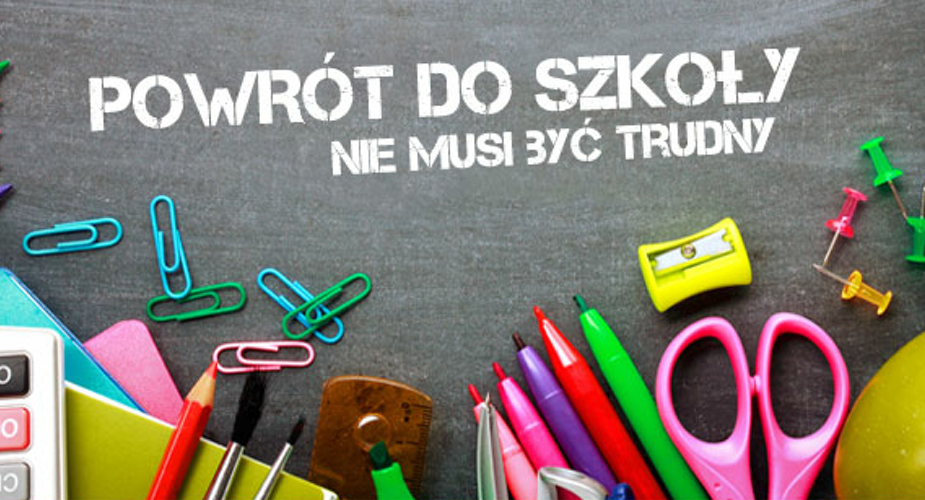 POWRÓT DO SZKOŁY
NIE MUSI BYĆ TRUDNY